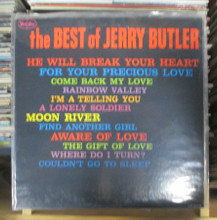 the BEST of JERRY BUTLER
HE WILL BREAK YOUR HEART
FOR YOUR PRECIOUS LOVE
COME BACK MY LOVE
RAINBOW VALLEY
I'M A TELLING YOU
A LONELY SOLDIER
MOON RIVER
FIND ANOTHER GIRL
AWARE OF LOVE
THE GIFT OF LOVE
WHERE DO I TURN?
COULDN'T GO TO SLEEP